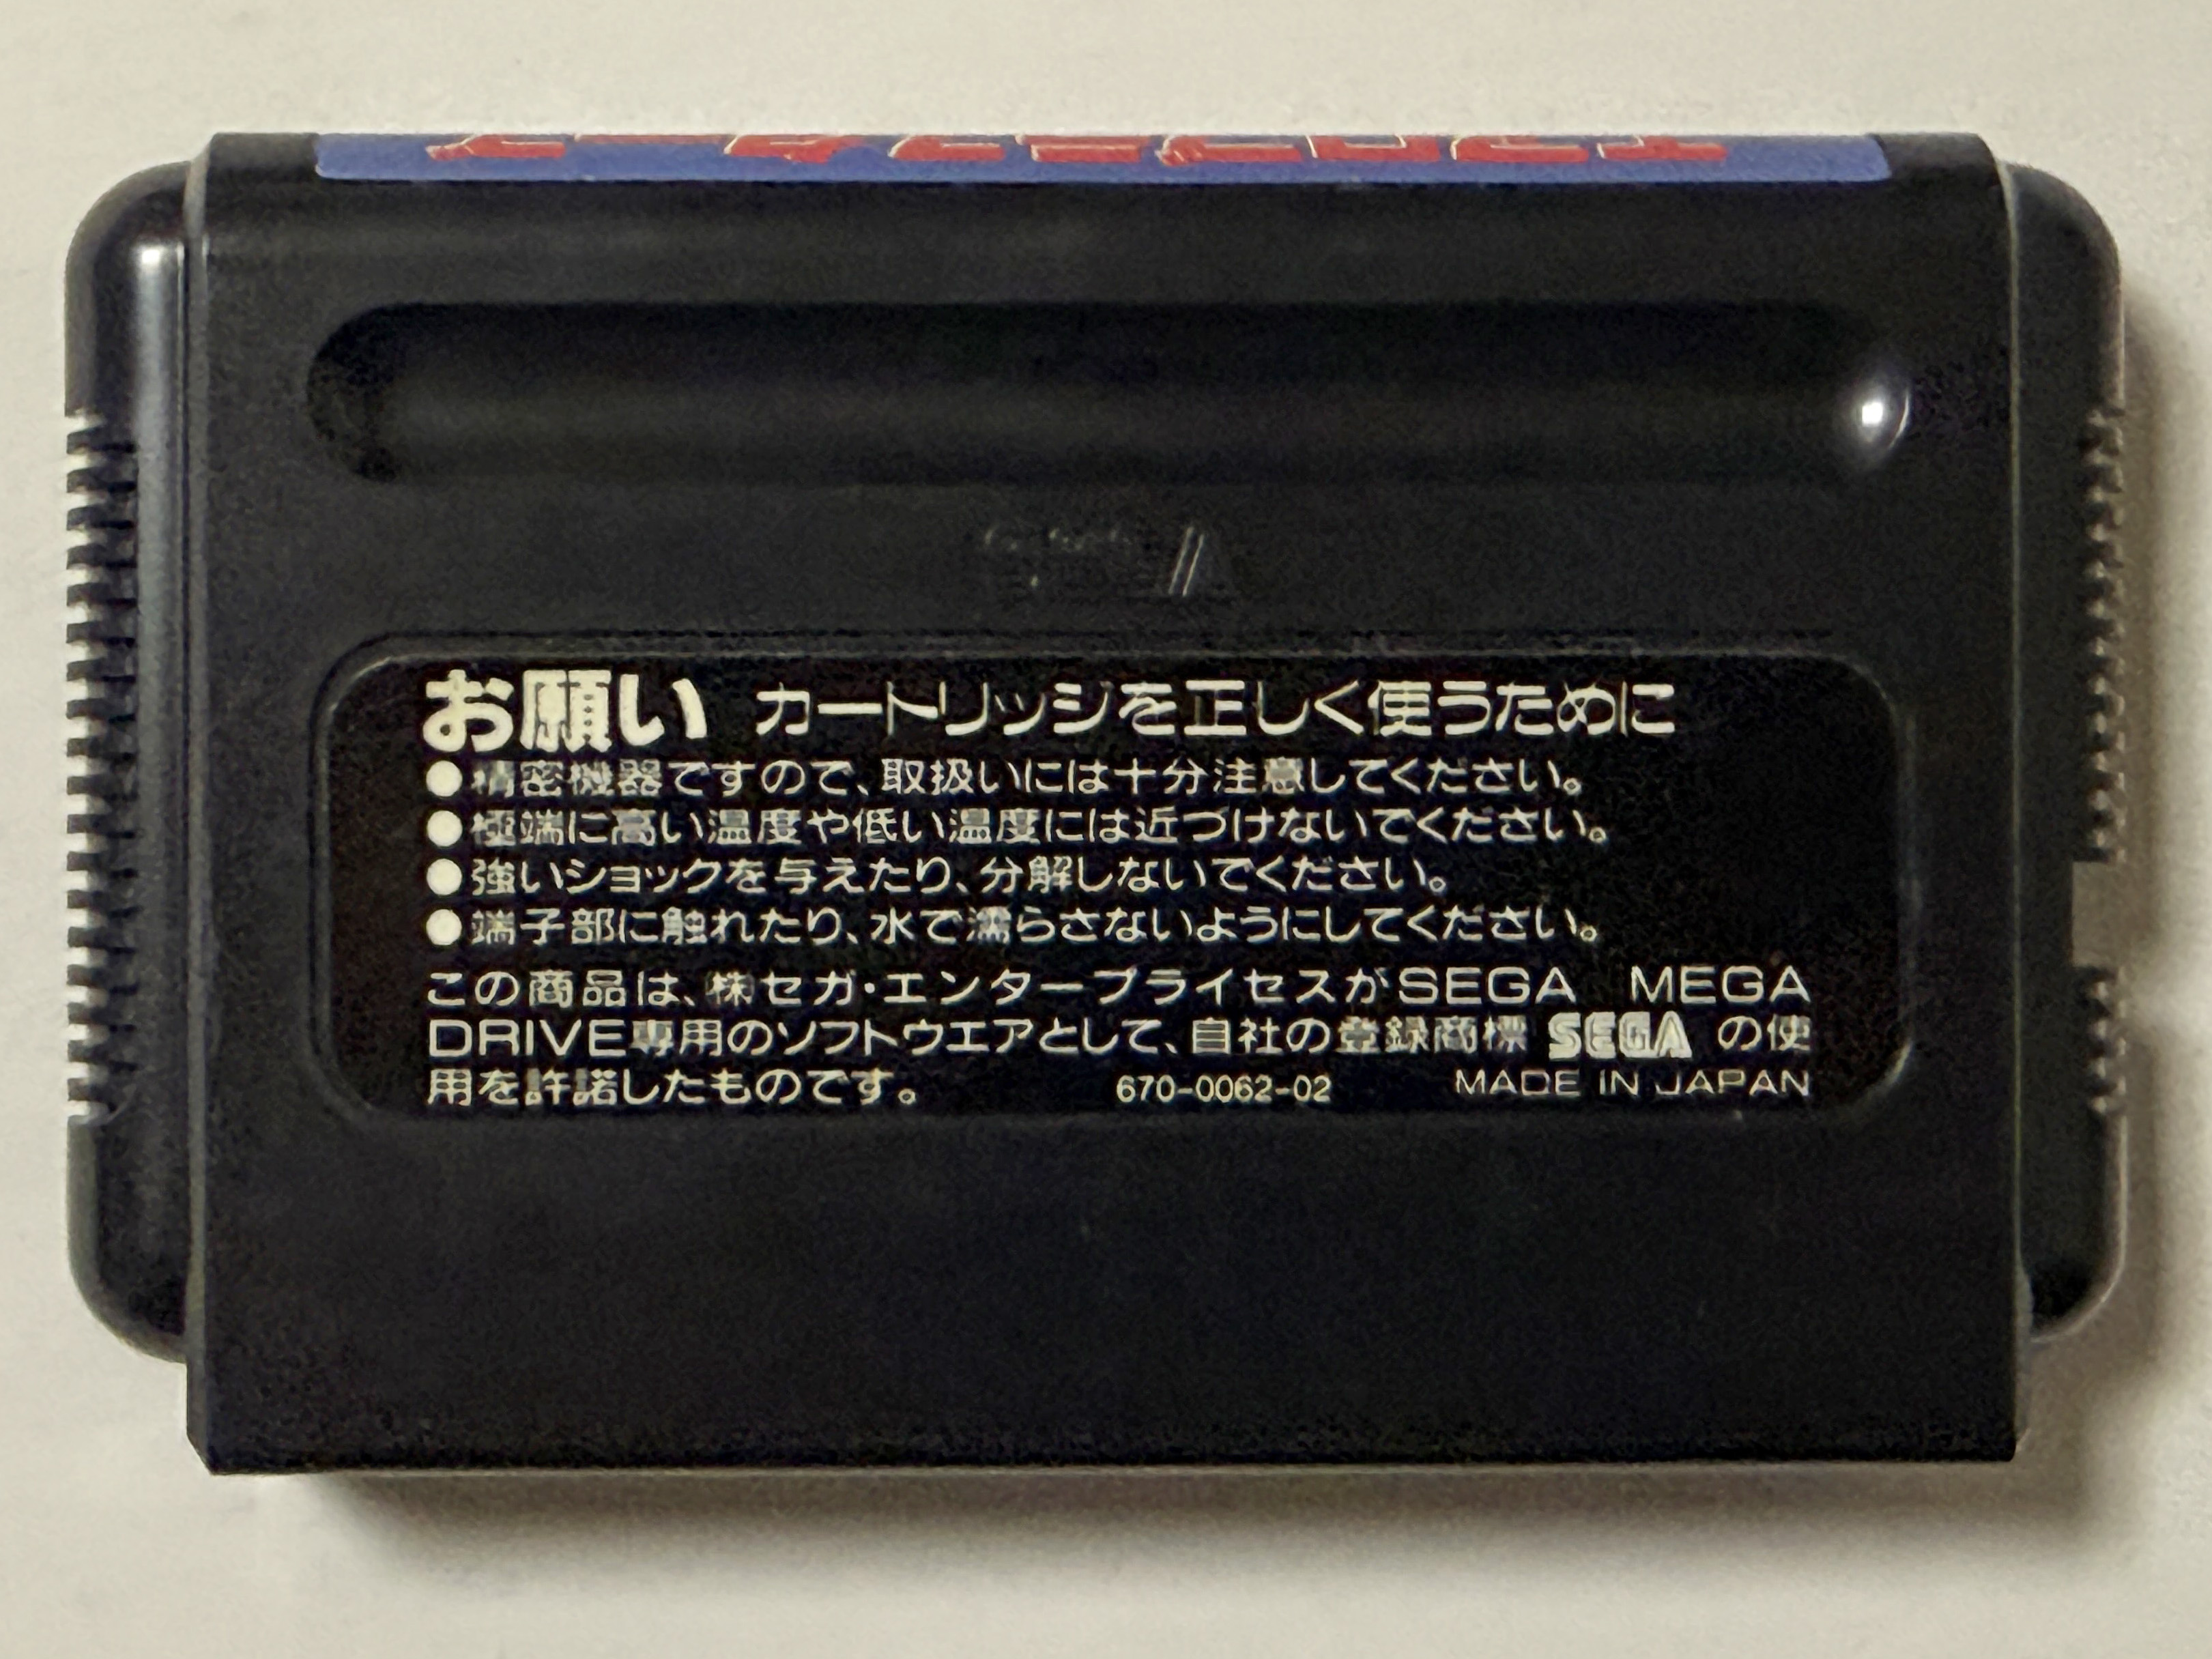 お願い カートリッジを正しく使うために
●精密機器ですので、取扱いには十分注意してください。
●極端に高い温度や低い温度には近づけないでください。
●強いショックを与えたり、分解しないでください。
●端子部に触れたり、水で濡らさないようにしてください。
この商品は、㈱セガ・エンタープライセスがSEGA MEGA
DRIVE専用のソフトウエアとして、自社の登録商標 SEGA の使
用を許諾したものです。 670-0062-02 MADE IN JAPAN